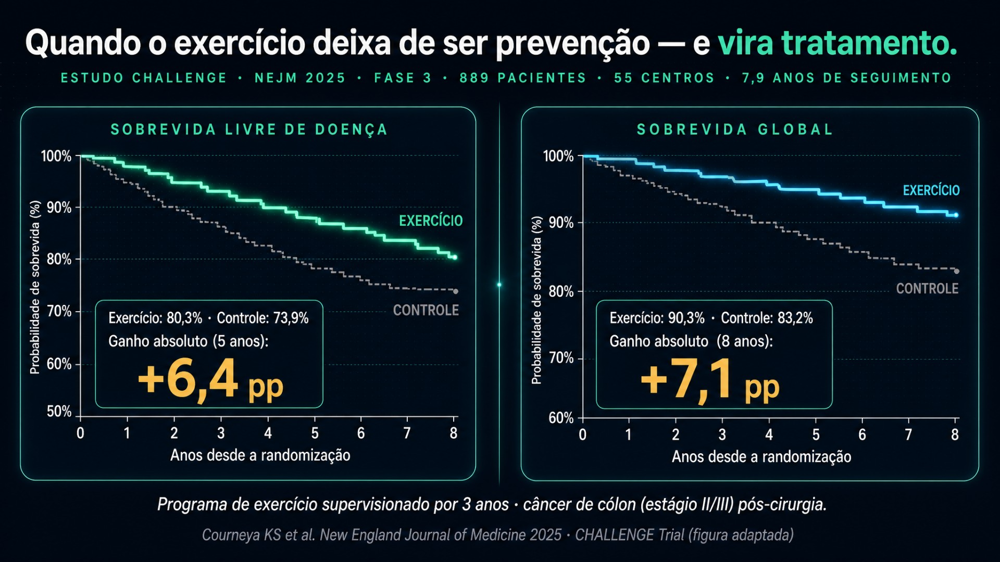 Quando o exercício deixa de ser prevenção — e vira tratamento.
ESTUDO CHALLENGE • NEJM 2025 • FASE 3 • 889 PACIENTES • 55 CENTROS • 7,9 ANOS DE SEGUIMENTO
SOBREVIDA LIVRE DE DOENÇA
Probabilidade de sobrevida (%)
100%
90%
80%
70%
60%
50%
EXERCÍCIO
CONTROLE
Exercício: 80,3% • Controle: 73,9%
Ganho absoluto (5 anos):
+6,4 pp
0 1 2 3 4 5 6 7 8
Anos desde a randomização
SOBREVIDA GLOBAL
Probabilidade de sobrevida (%)
100%
90%
80%
70%
60%
EXERCÍCIO
CONTROLE
Exercício: 90,3% • Controle: 83,2%
Ganho absoluto (8 anos):
+7,1 pp
0 1 2 3 4 5 6 7 8
Anos desde a randomização
Programa de exercício supervisionado por 3 anos • câncer de cólon (estágio II/III) pós-cirurgia.
Courneya KS et al. New England Journal of Medicine 2025 • CHALLENGE Trial (figura adaptada)